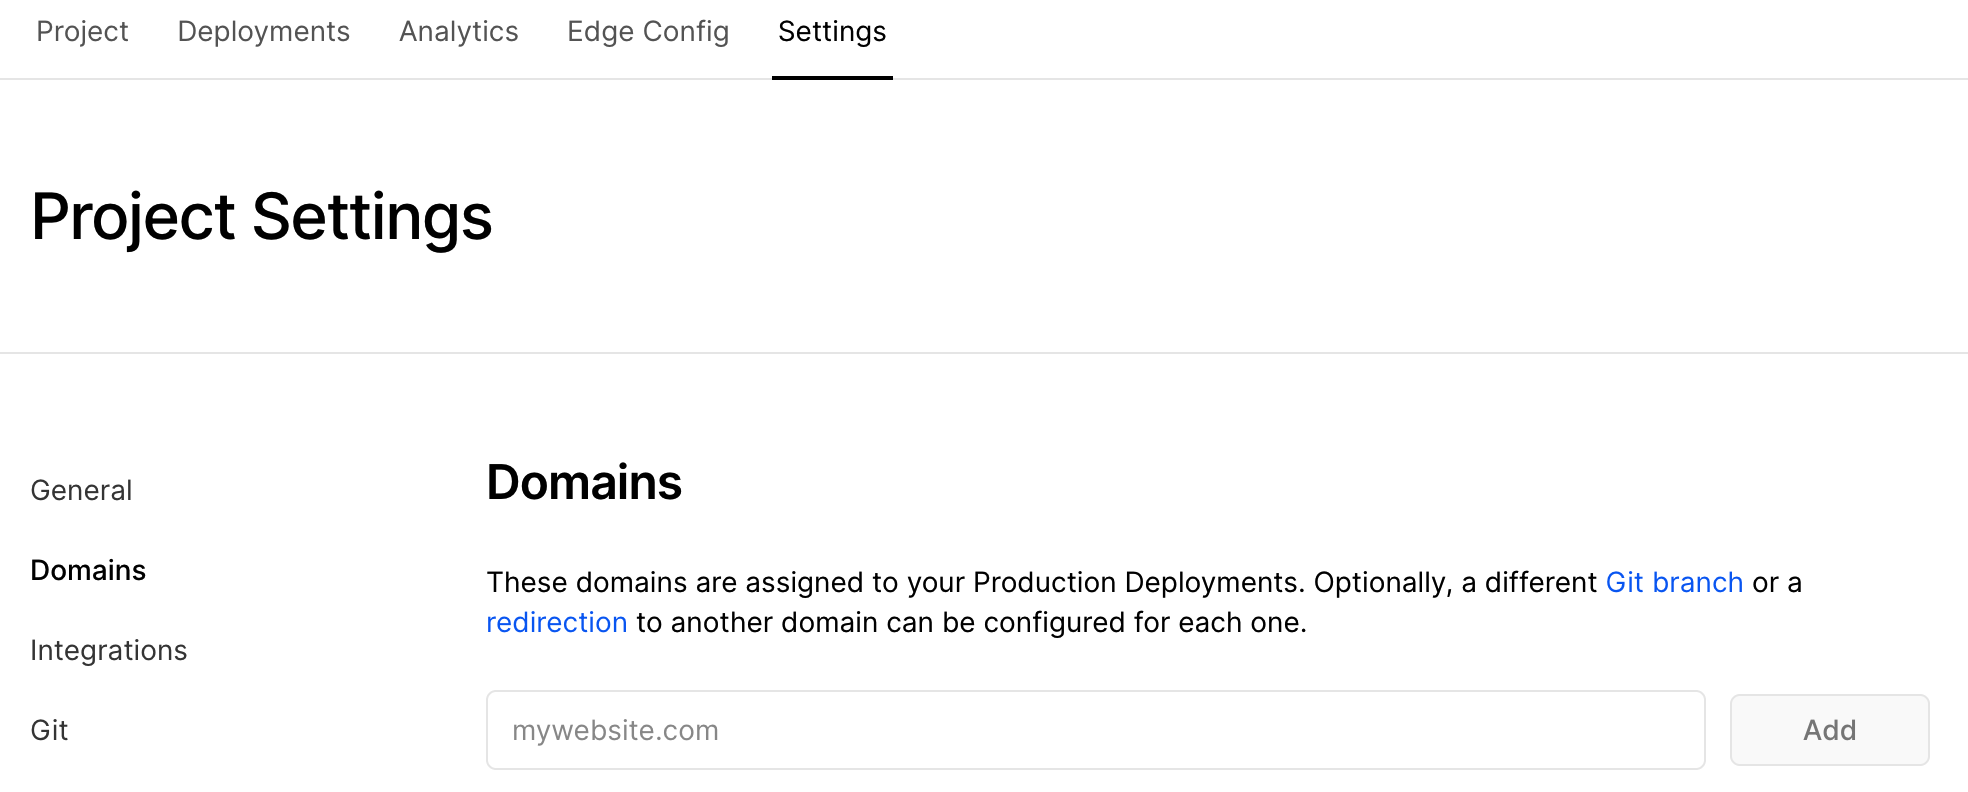 Project Deployments Analytics Edge Config Settings
Project Settings
General
Domains
Integrations
Git
Domains
These domains are assigned to your Production Deployments. Optionally, a different Git branch or a
redirection to another domain can be configured for each one.
mywebsite.com
Add